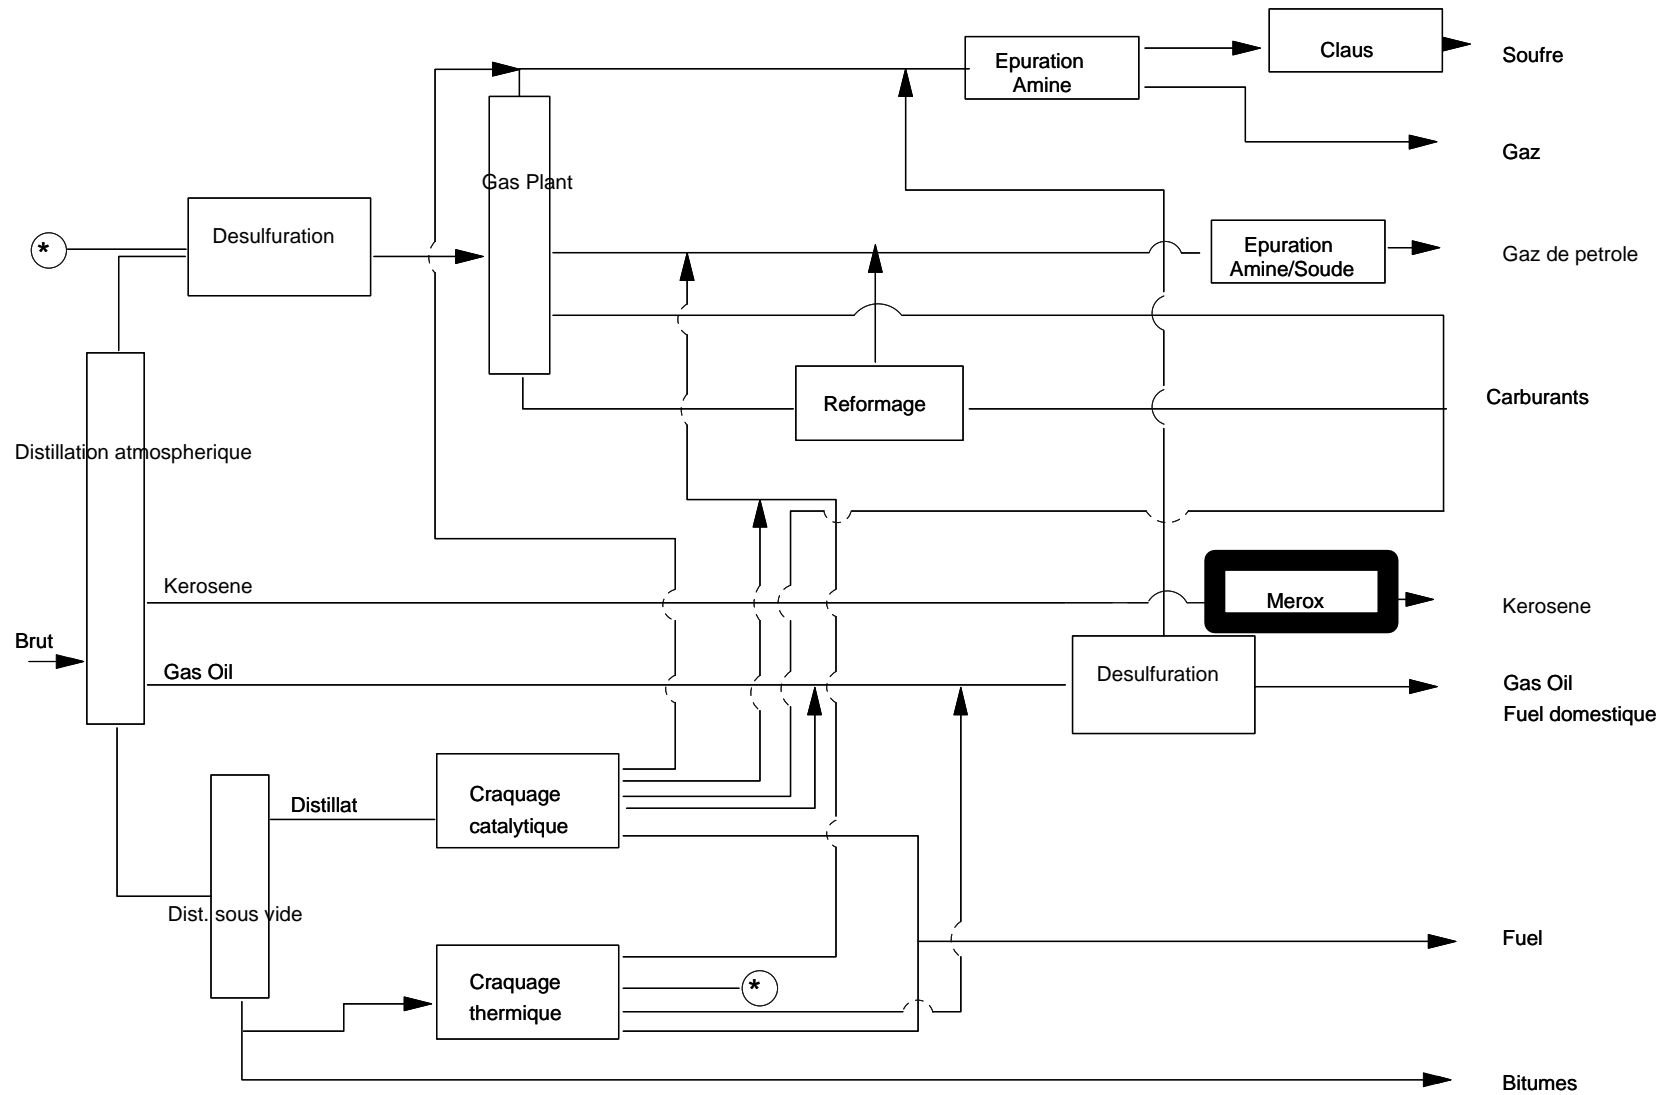 Epuration
Amine
Claus
Soufre
Gaz
Gas Plant
*
Desulfuration
Epuration
Amine/Soude
Gaz de petrole
Reformage
Carburants
Distillation atmospherique
Kerosene
Merox
Kerosene
Brut
Gas Oil
Desulfuration
Gas Oil
Fuel domestique
Distillat
Craquage
catalytique
Dist. sous vide
Fuel
Craquage
thermique
*
Bitumes